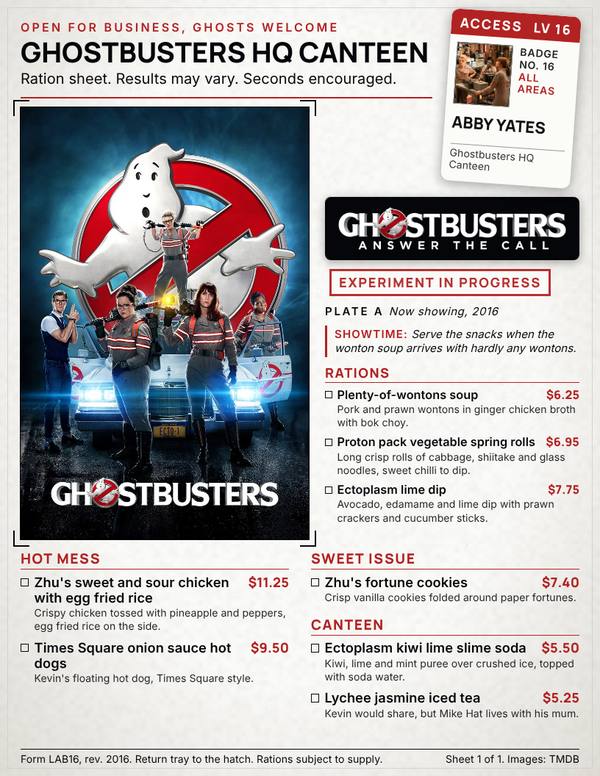 OPEN FOR BUSINESS, GHOSTS WELCOME
GHOSTBUSTERS HQ CANTEEN
Ration sheet. Results may vary. Seconds encouraged.
ACCESS LV 16
BADGE
NO. 16
ALL
AREAS
ABBY YATES
Ghostbusters HQ
Canteen
ECTO-1
GHOSTBUSTERS
GHOSTBUSTERS
ANSWER THE CALL
EXPERIMENT IN PROGRESS
PLATE A Now showing, 2016
SHOWTIME: Serve the snacks when the
wonton soup arrives with hardly any wontons.
RATIONS
Plenty-of-wontons soup $6.25
Pork and prawn wontons in ginger chicken broth
with bok choy.
Proton pack vegetable spring rolls $6.95
Long crisp rolls of cabbage, shiitake and glass
noodles, sweet chilli to dip.
Ectoplasm lime dip $7.75
Avocado, edamame and lime dip with prawn
crackers and cucumber sticks.
HOT MESS
Zhu's sweet and sour chicken $11.25
with egg fried rice
Crispy chicken tossed with pineapple and peppers,
egg fried rice on the side.
Times Square onion sauce hot $9.50
dogs
Kevin's floating hot dog, Times Square style.
SWEET ISSUE
Zhu's fortune cookies $7.40
Crisp vanilla cookies folded around paper fortunes.
CANTEEN
Ectoplasm kiwi lime slime soda $5.50
Kiwi, lime and mint puree over crushed ice, topped
with soda water.
Lychee jasmine iced tea $5.25
Kevin would share, but Mike Hat lives with his mum.
Form LAB16, rev. 2016. Return tray to the hatch. Rations subject to supply.
Sheet 1 of 1. Images: TMDB